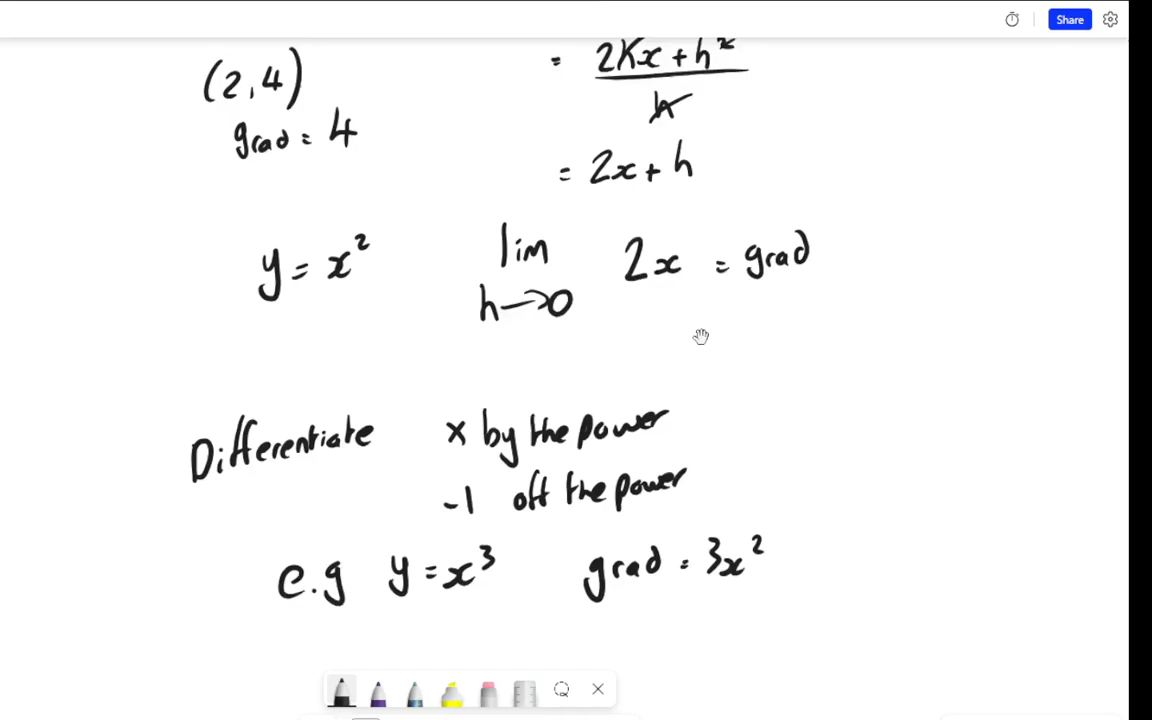 Share
(2,4)
grad = 4
= 2hx + h²
h
= 2x + h
y = x²
lim
h→0
2x = grad
Differentiate
× by the power
-1 off the power
e.g y = x³
grad = 3x²